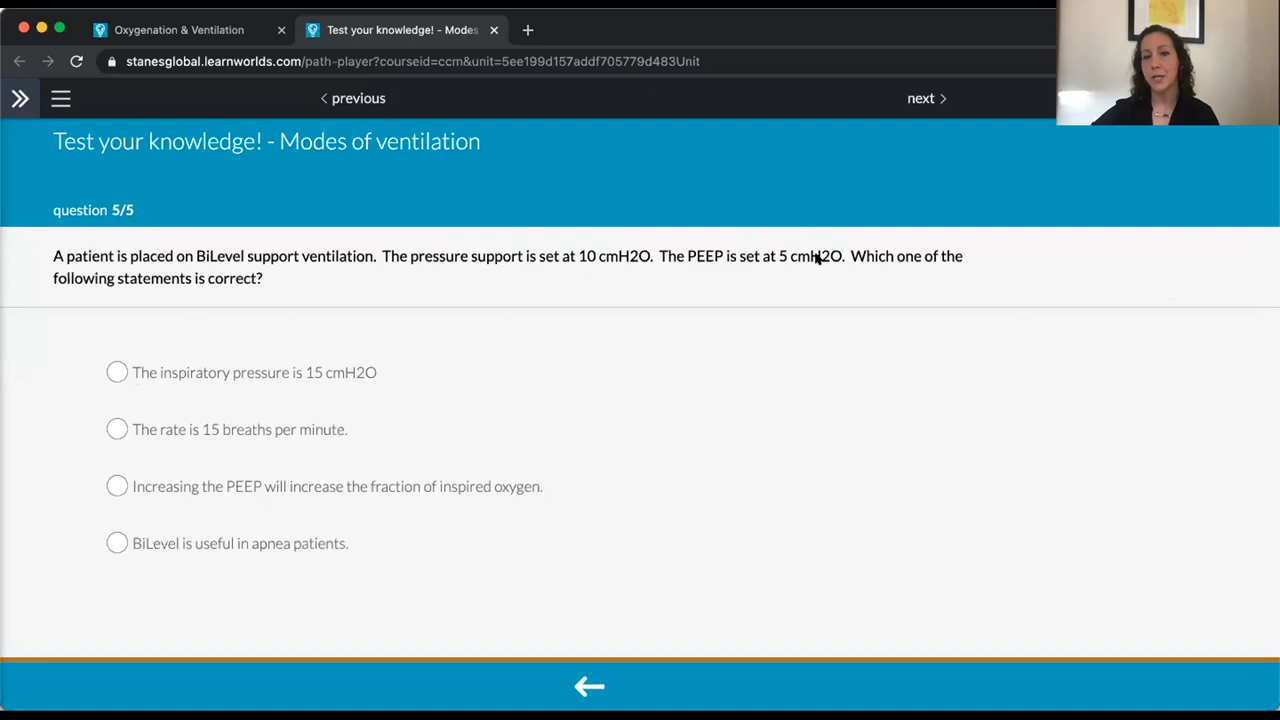 Oxygenation & Ventilation
Test your knowledge! - Modes
stanesglobal.learnworlds.com/path-player?courseid=ccm&unit=5ee199d157addf705779d483Unit
previous
next
Test your knowledge! - Modes of ventilation
question 5/5
A patient is placed on BiLevel support ventilation. The pressure support is set at 10 cmH2O. The PEEP is set at 5 cmH2O. Which one of the
following statements is correct?
The inspiratory pressure is 15 cmH2O
The rate is 15 breaths per minute.
Increasing the PEEP will increase the fraction of inspired oxygen.
BiLevel is useful in apnea patients.